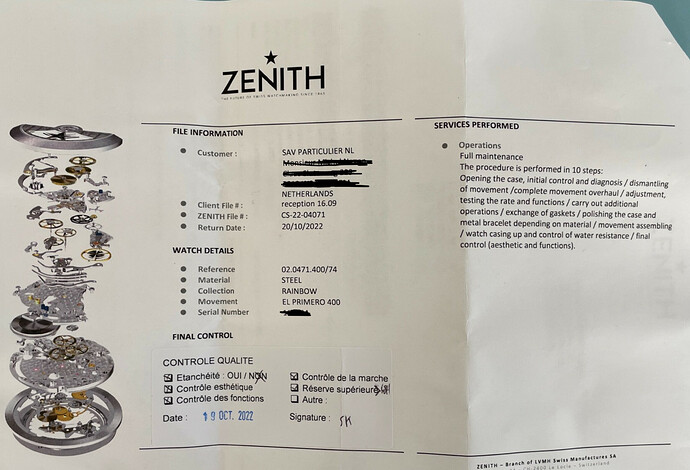 ZENITH
THE FUTURE OF SWISS WATCHMAKING SINCE 1865
FILE INFORMATION
Customer : SAV PARTICULIER NL
NETHERLANDS
Client File # : reception 16.09
ZENITH File # : CS-22-04071
Return Date : 20/10/2022
WATCH DETAILS
Reference 02.0471.400/74
Material STEEL
Collection RAINBOW
Movement EL PRIMERO 400
Serial Number
FINAL CONTROL
CONTROLE QUALITE
Etanchéité : OUI / NON
Contrôle esthétique
Contrôle des fonctions
Date : 19 OCT. 2022
Contrôle de la marche
Réserve supérieure
Autre :
Signature : SK
SERVICES PERFORMED
Operations
Full maintenance
The procedure is performed in 10 steps:
Opening the case, initial control and diagnosis / dismantling
of movement /complete movement overhaul / adjustment,
testing the rate and functions / carry out additional
operations / exchange of gaskets / polishing the case and
metal bracelet depending on material / movement assembling
/ watch casing up and control of water resistance / final
control (aesthetic and functions).
ZENITH – Branch of LVMH Swiss Manufactures SA
CH-2400 Le Locle – Switzerland.